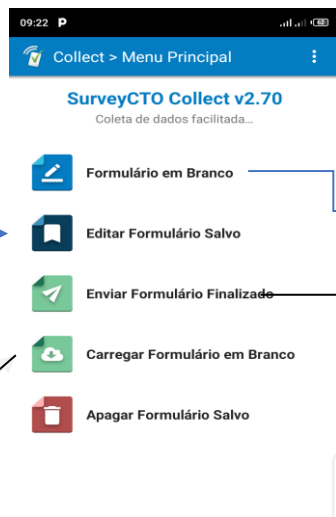 09:22 P
Collect > Menu Principal
SurveyCTO Collect v2.70
Coleta de dados facilitada...
Formulário em Branco
Editar Formulário Salvo
Enviar Formulário Finalizado
Carregar Formulário em Branco
Apagar Formulário Salvo